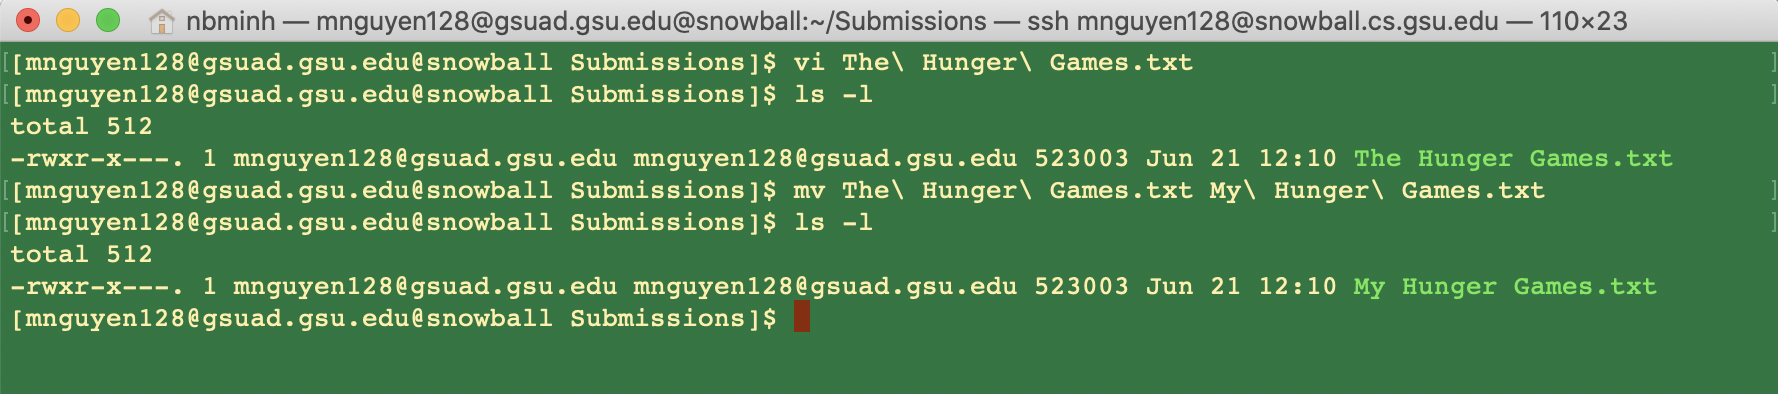 nbminh — mnguyen128@gsuad.gsu.edu@snowball:~/Submissions — ssh mnguyen128@snowball.cs.gsu.edu — 110×23
[[mnguyen128@gsuad.gsu.edu@snowball Submissions]$ vi The\ Hunger\ Games.txt ]
[[mnguyen128@gsuad.gsu.edu@snowball Submissions]$ ls -l ]
total 512
-rwxr-x---. 1 mnguyen128@gsuad.gsu.edu mnguyen128@gsuad.gsu.edu 523003 Jun 21 12:10 The Hunger Games.txt
[[mnguyen128@gsuad.gsu.edu@snowball Submissions]$ mv The\ Hunger\ Games.txt My\ Hunger\ Games.txt ]
[[mnguyen128@gsuad.gsu.edu@snowball Submissions]$ ls -l ]
total 512
-rwxr-x---. 1 mnguyen128@gsuad.gsu.edu mnguyen128@gsuad.gsu.edu 523003 Jun 21 12:10 My Hunger Games.txt
[mnguyen128@gsuad.gsu.edu@snowball Submissions]$